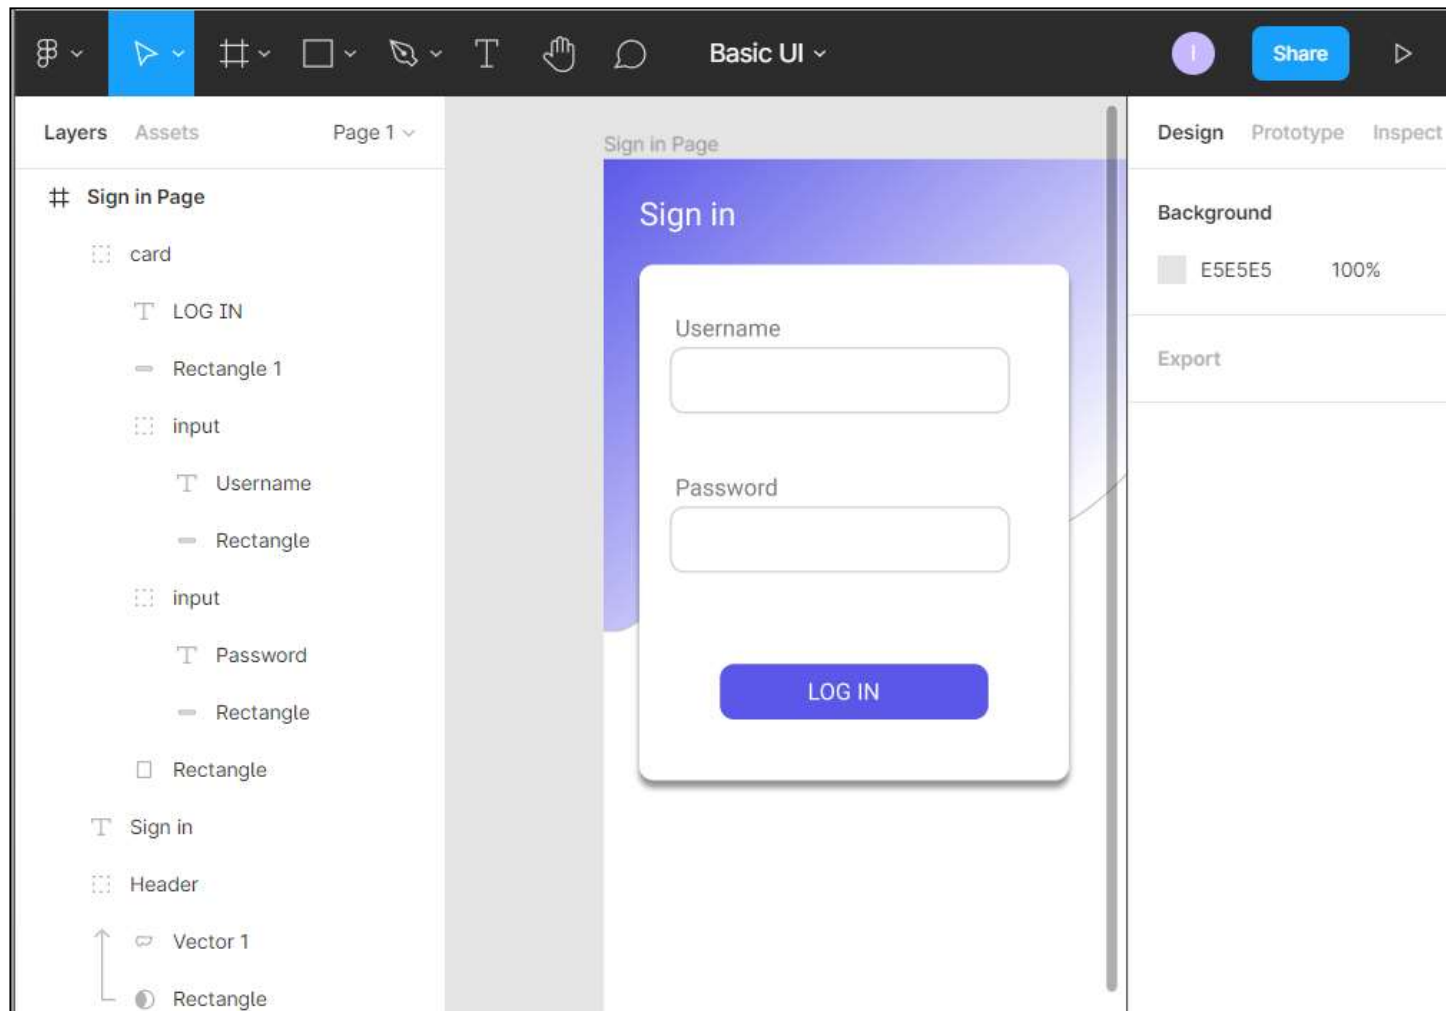 Basic UI
I
Share
Layers
Assets
Page 1
Sign in Page
card
LOG IN
Rectangle 1
input
Username
Rectangle
input
Password
Rectangle
Rectangle
Sign in
Header
Vector 1
Rectangle
Sign in Page
Sign in
Username
Password
LOG IN
Design
Prototype
Inspect
Background
E5E5E5
100%
Export